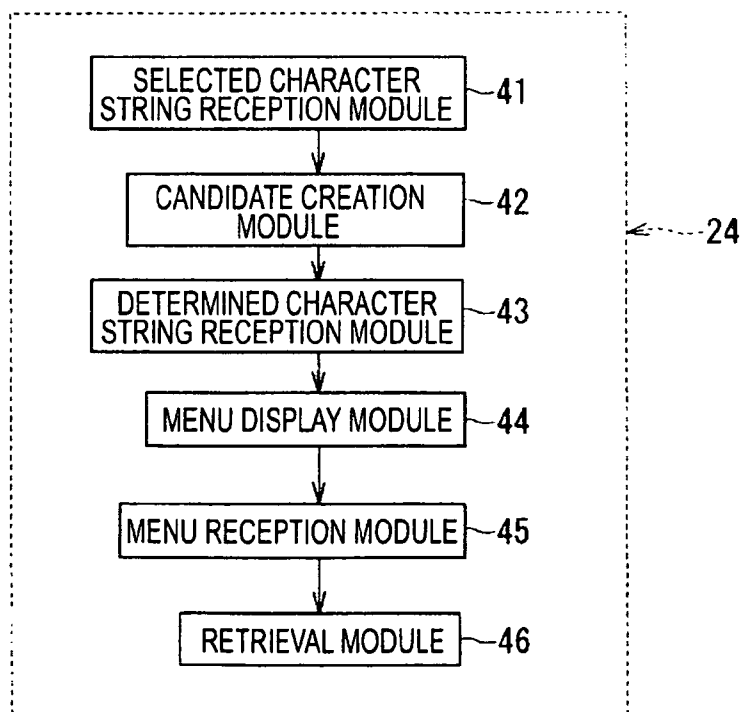 SELECTED CHARACTER
STRING RECEPTION MODULE
41
CANDIDATE CREATION
MODULE
42
24
DETERMINED CHARACTER
STRING RECEPTION MODULE
43
MENU DISPLAY MODULE
44
MENU RECEPTION MODULE
45
RETRIEVAL MODULE
46